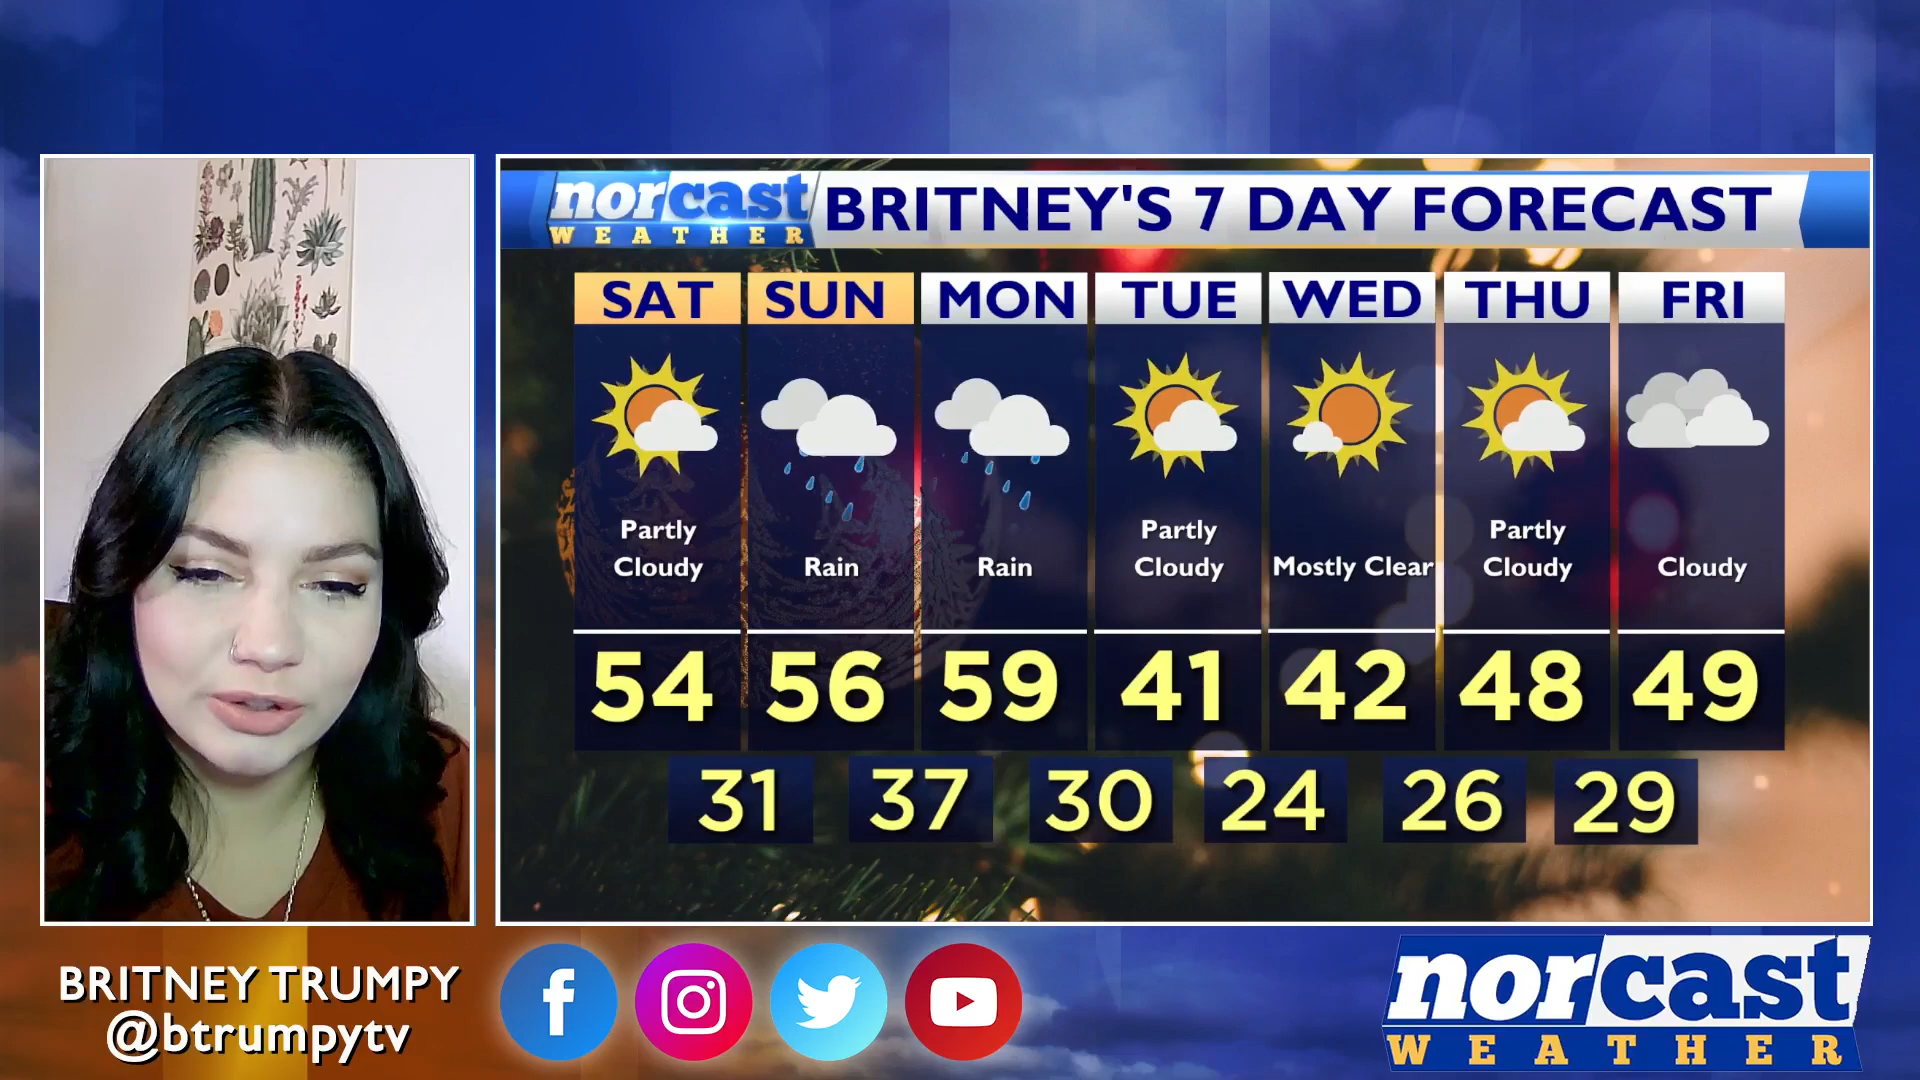 norcast
WEATHER
BRITNEY'S 7 DAY FORECAST
SAT SUN MON TUE WED THU FRI
Partly Cloudy
Rain
Rain
Partly Cloudy
Mostly Clear
Partly Cloudy
Cloudy
54 56 59 41 42 48 49
31 37 30 24 26 29
BRITNEY TRUMPY
@btrumpytv
norcast
WEATHER